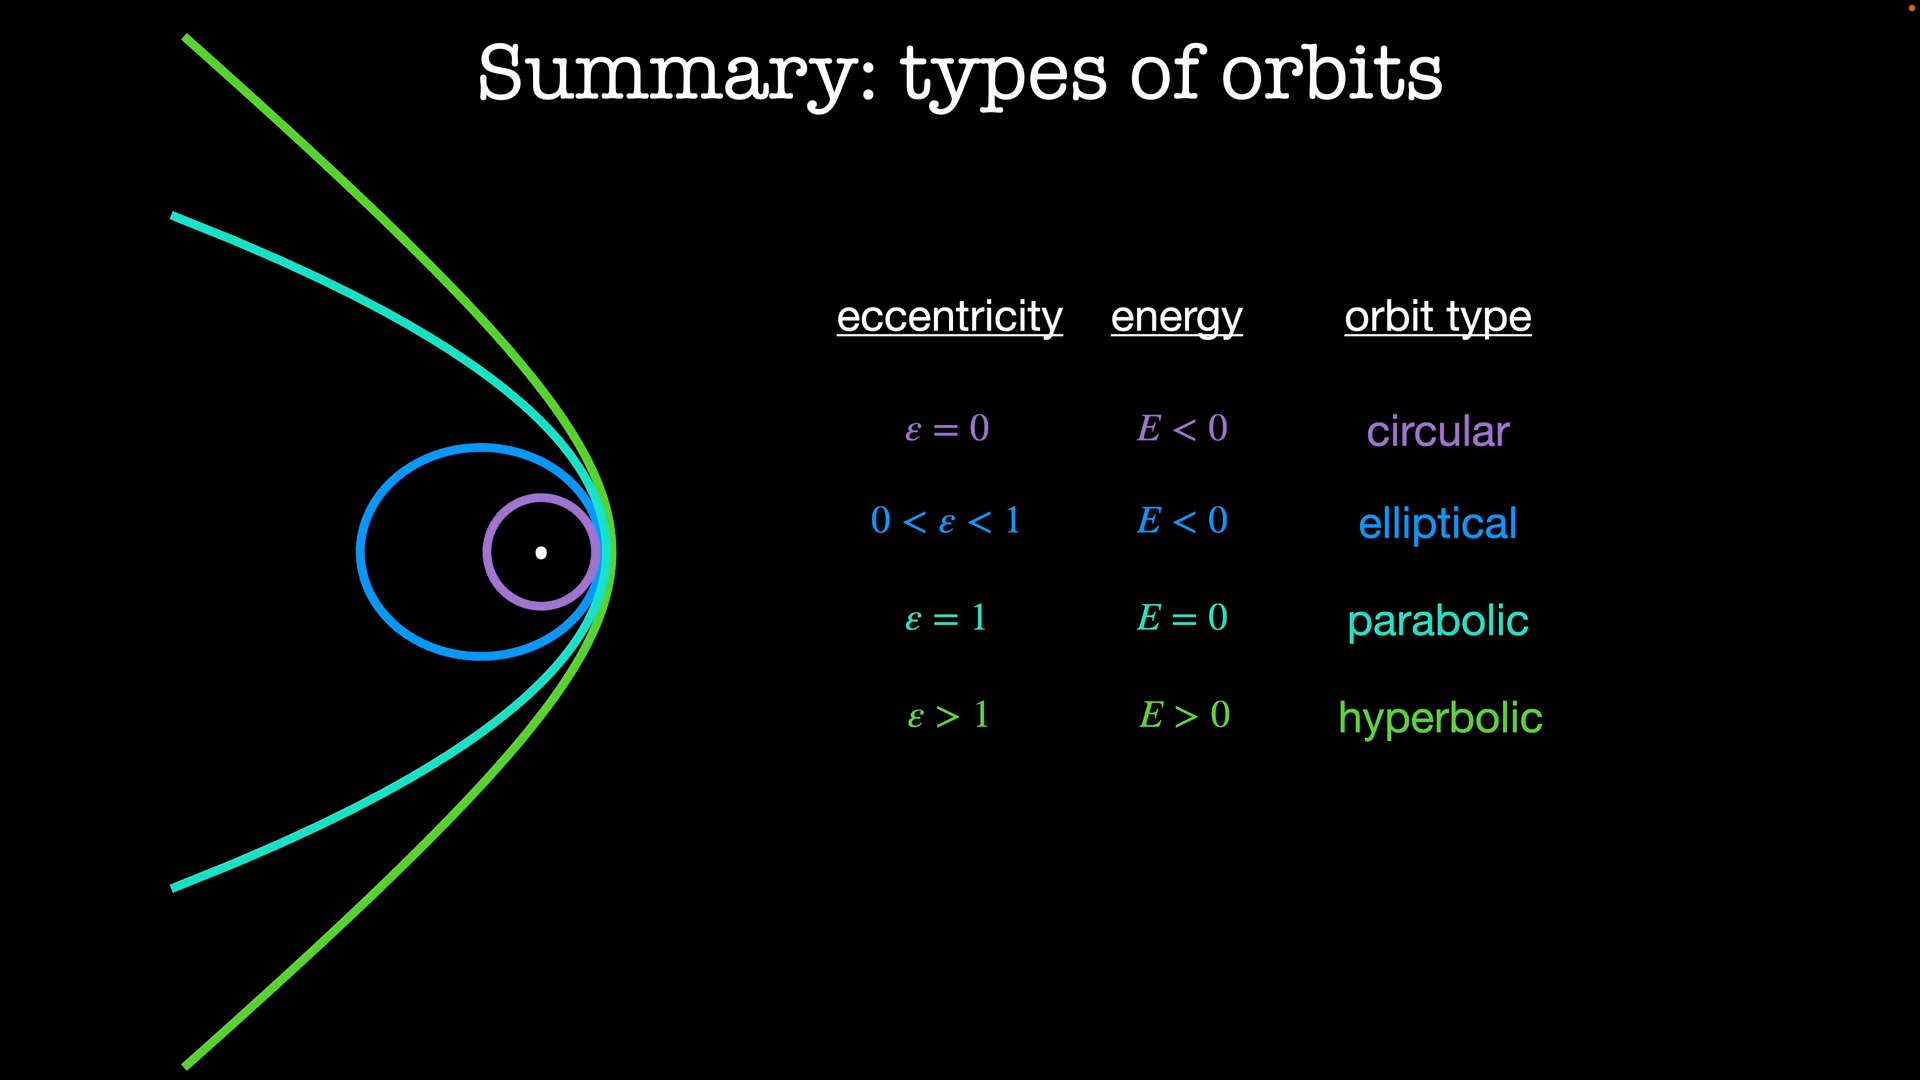 Summary: types of orbits
eccentricity energy orbit type
ε = 0 E < 0 circular
0 < ε < 1 E < 0 elliptical
ε = 1 E = 0 parabolic
ε > 1 E > 0 hyperbolic